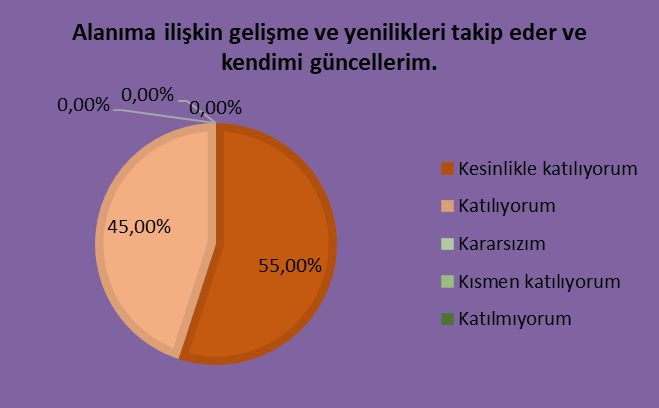 Alanıma ilişkin gelişme ve yenilikleri takip eder ve
kendimi güncellerim.
0,00%
0,00%
0,00%
45,00%
55,00%
Kesinlikle katılıyorum
Katılıyorum
Kararsızım
Kısmen katılıyorum
Katılmıyorum